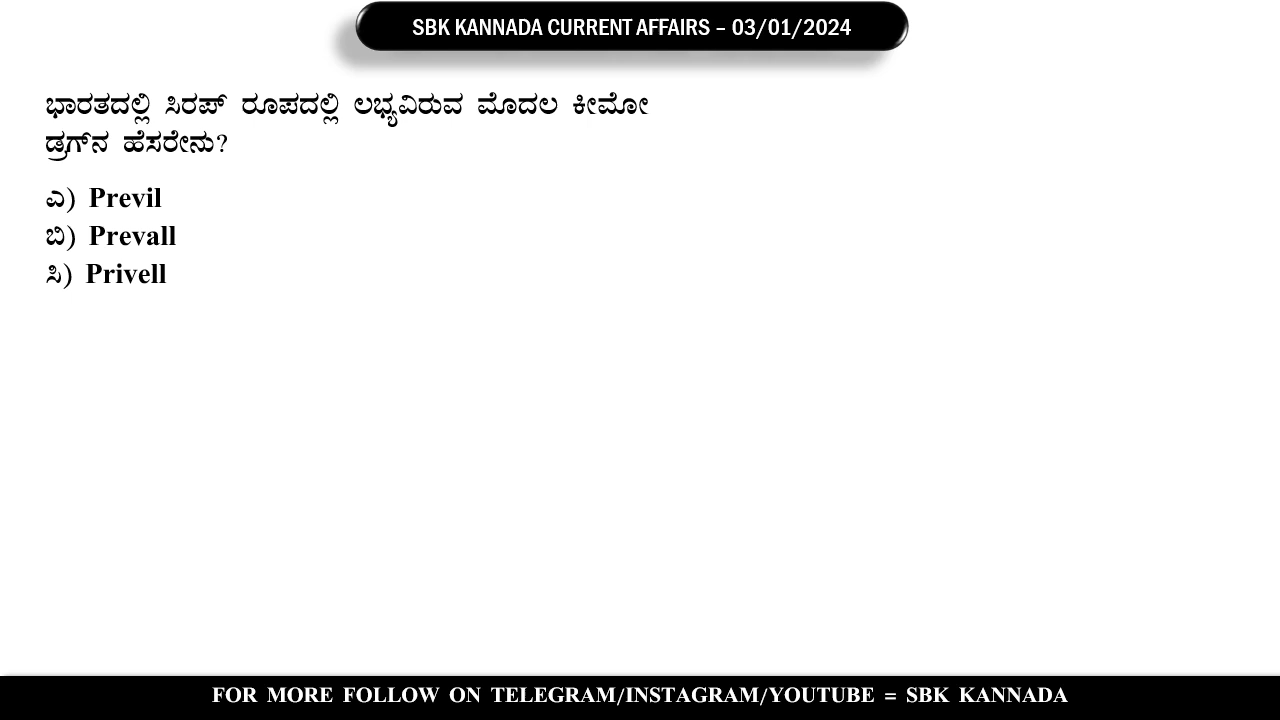 SBK KANNADA CURRENT AFFAIRS – 03/01/2024
ಭಾರತದಲ್ಲಿ ಸಿರಪ್ ರೂಪದಲ್ಲಿ ಲಭ್ಯವಿರುವ ಮೊದಲ ಕೀಮೋ
ಡ್ರಗ್‌ನ ಹೆಸರೇನು?
ಎ) Previl
ಬಿ) Prevall
ಸಿ) Privell
FOR MORE FOLLOW ON TELEGRAM/INSTAGRAM/YOUTUBE = SBK KANNADA